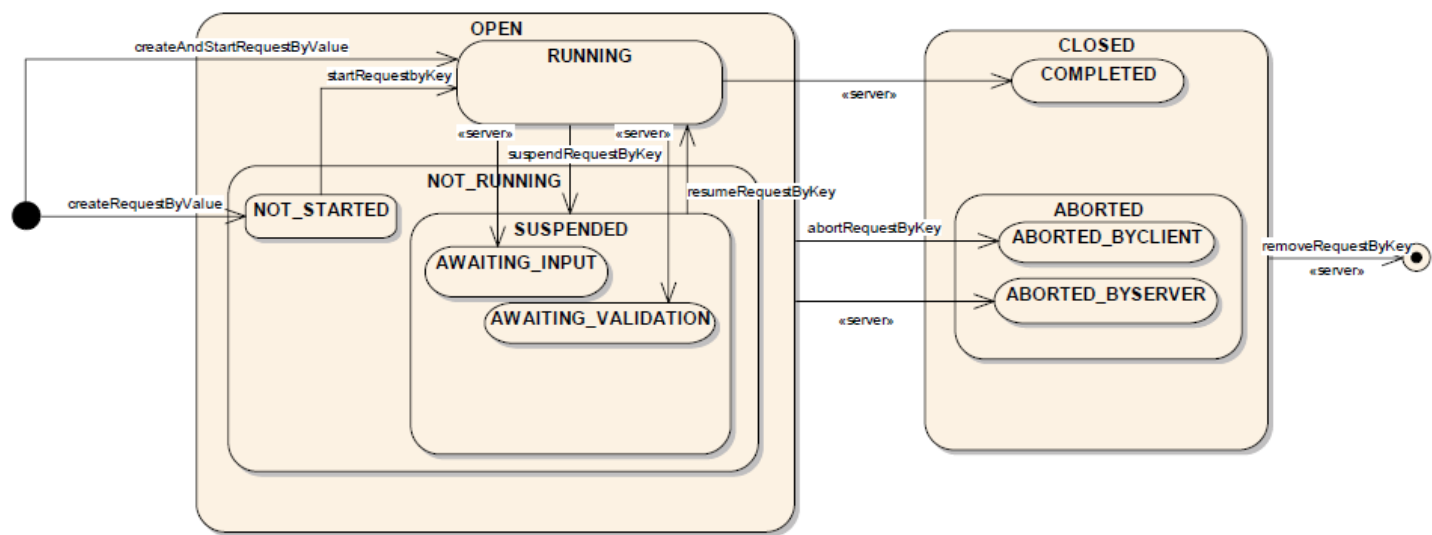 OPEN
CLOSED
createAndStartRequestByValue
RUNNING
COMPLETED
startRequestbyKey
«server»
«server»
«server»
suspendRequestByKey
NOT_RUNNING
resumeRequestByKey
createRequestByValue
NOT_STARTED
ABORTED
SUSPENDED
abortRequestByKey
ABORTED_BYCLIENT
removeRequestByKey
AWAITING_INPUT
«server»
ABORTED_BYSERVER
AWAITING_VALIDATION
«server»